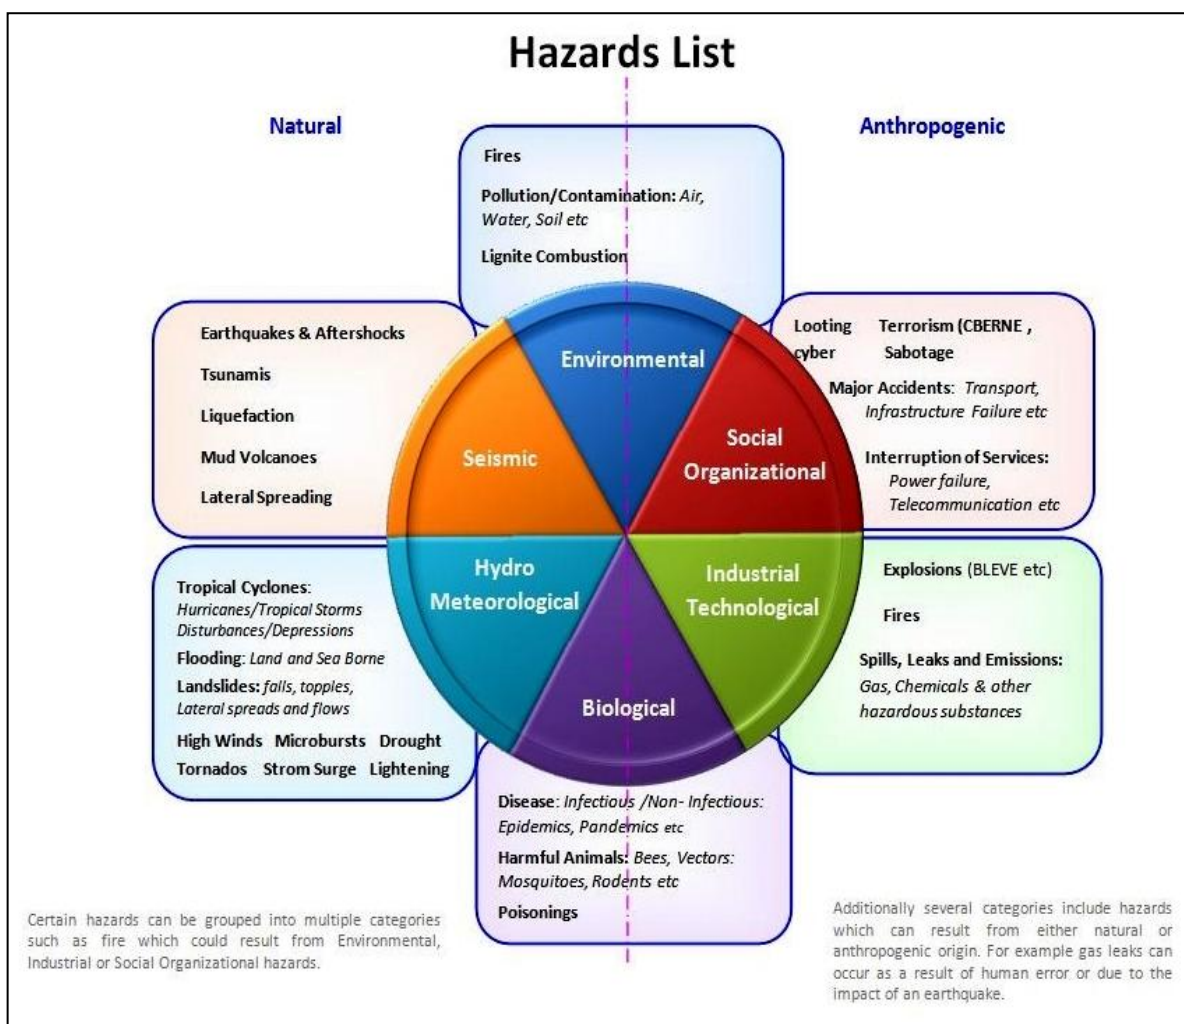 Hazards List
Natural
Anthropogenic
Fires
Pollution/Contamination: Air,
Water, Soil etc
Lignite Combustion
Earthquakes & Aftershocks
Tsunamis
Liquefaction
Mud Volcanoes
Lateral Spreading
Looting Terrorism (CBERNE ,
cyber Sabotage
Major Accidents: Transport,
Infrastructure Failure etc
Interruption of Services:
Power failure,
Telecommunication etc
Environmental
Seismic
Social
Organizational
Hydro
Meteorological
Industrial
Technological
Biological
Tropical Cyclones:
Hurricanes/Tropical Storms
Disturbances/Depressions
Flooding: Land and Sea Borne
Landslides: falls, topples,
Lateral spreads and flows
High Winds Microbursts Drought
Tornados Strom Surge Lightening
Explosions (BLEVE etc)
Fires
Spills, Leaks and Emissions:
Gas, Chemicals & other
hazardous substances
Disease: Infectious /Non- Infectious:
Epidemics, Pandemics etc
Harmful Animals: Bees, Vectors:
Mosquitoes, Rodents etc
Poisonings
Certain hazards can be grouped into multiple categories
such as fire which could result from Environmental,
Industrial or Social Organizational hazards.
Additionally several categories include hazards
which can result from either natural or
anthropogenic origin. For example gas leaks can
occur as a result of human error or due to the
impact of an earthquake.